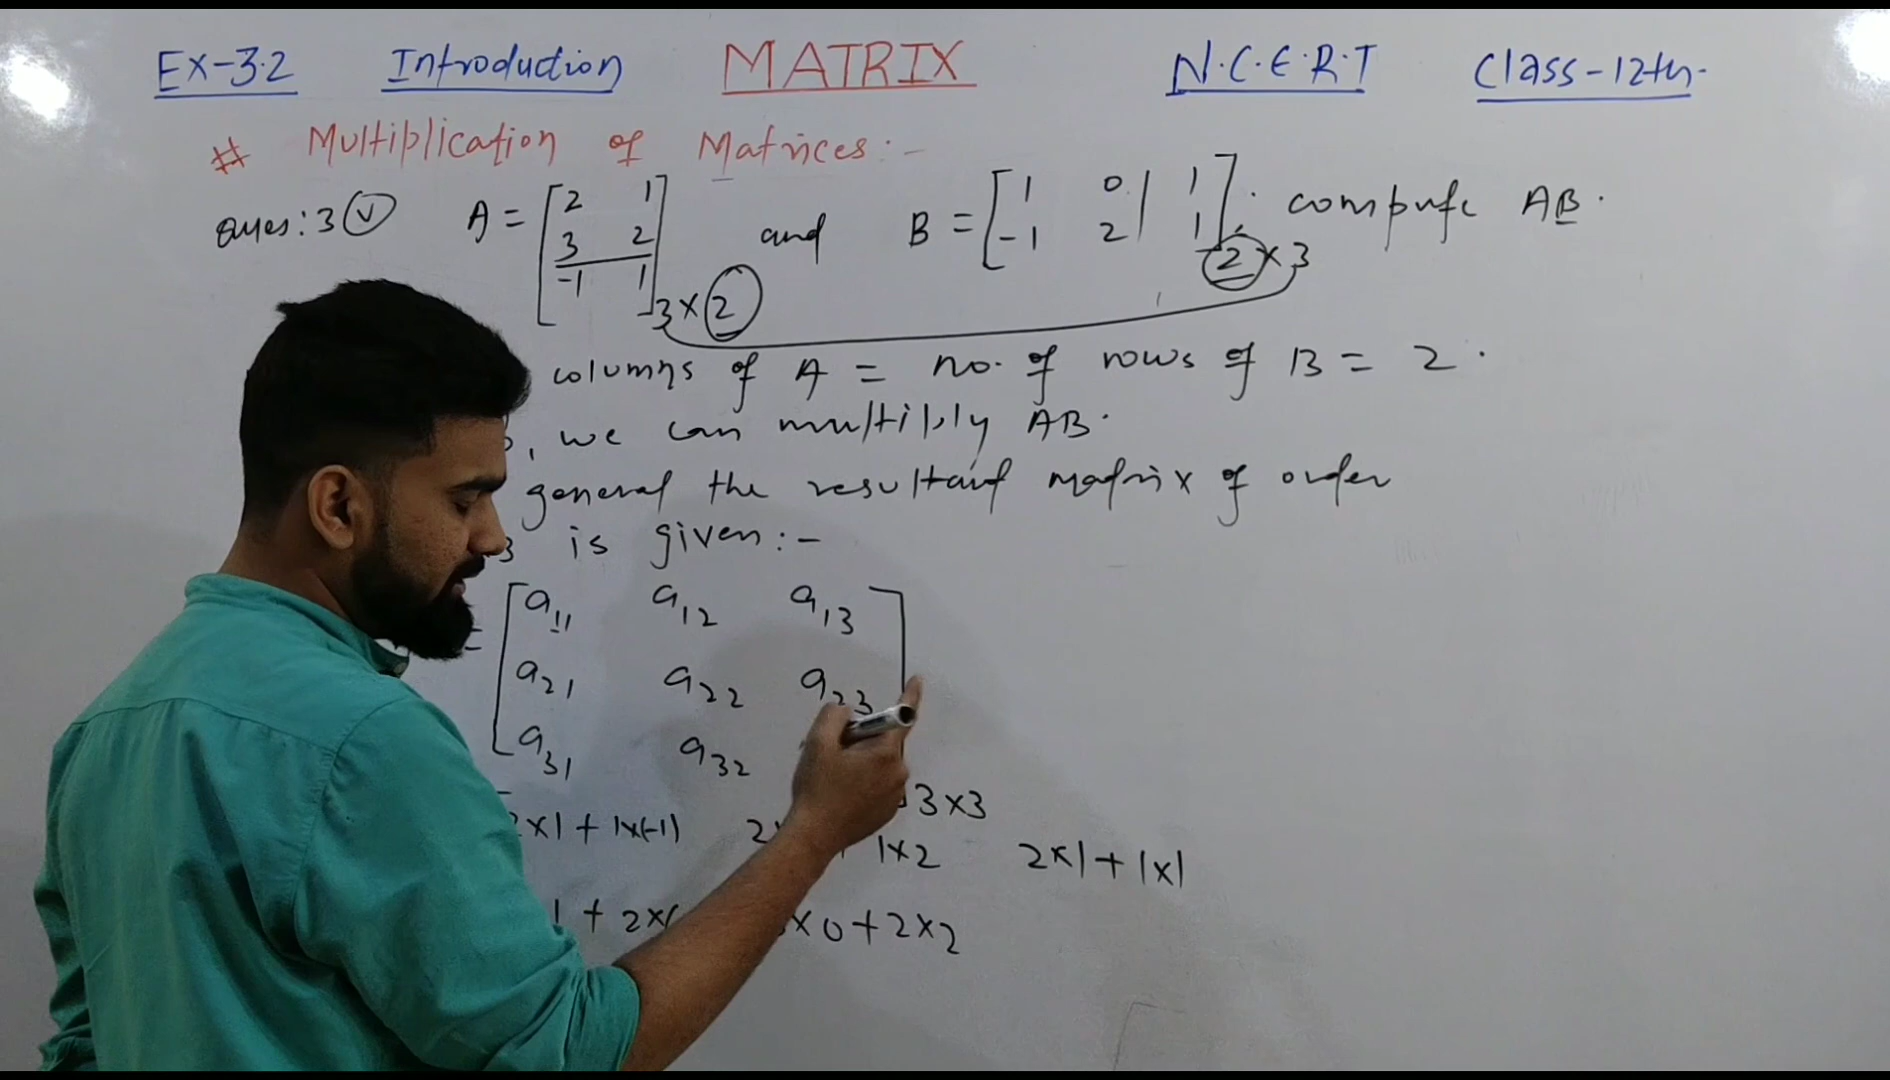 Ex-3.2 Introduction MATRIX N.C.E.R.T Class-12th.
# Multiplication of Matrices:-
Ques:3 (v) A = [2 1 and B = [1 0 1]; compute AB.
3 2 -1 2 1
-1 1]3×2 2×3
columns of A = no. of rows of B = 2.
, we can multiply AB.
general the resultant matrix of order
3 is given:-
= [a11 a12 a13]
a21 a22 a23
a31 a32
3×3
2×1+1×(-1) 1×2 2×1+1×1
1+2× ×0+2×2